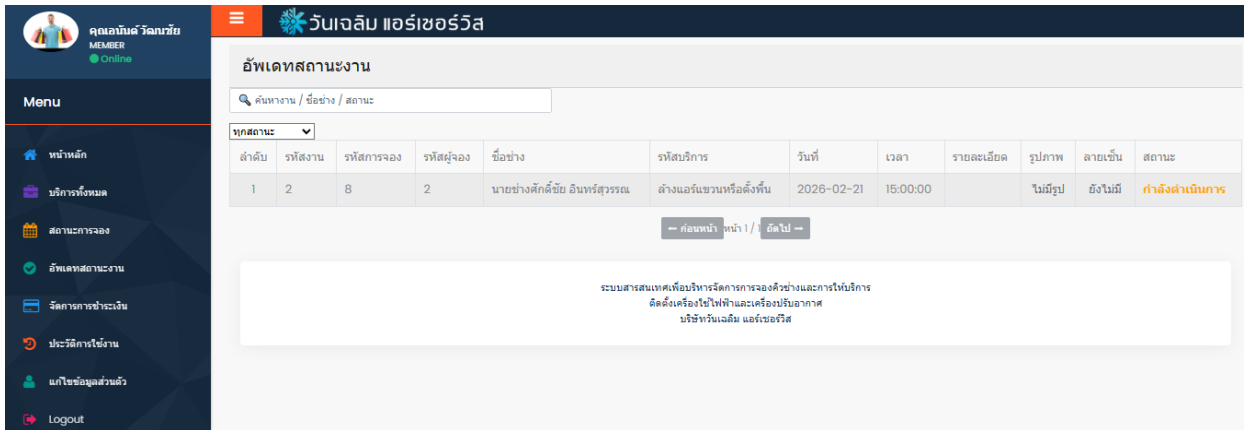 คุณอนันต์ วัฒนชัย
MEMBER
Online
วันเฉลิม แอร์เซอร์วิส
Menu
หน้าหลัก
บริการทั้งหมด
สถานะการจอง
อัพเดทสถานะงาน
จัดการการชำระเงิน
ประวัติการใช้งาน
แก้ไขข้อมูลส่วนตัว
Logout
อัพเดทสถานะงาน
ค้นหางาน / ชื่อช่าง / สถานะ
ทุกสถานะ
ลำดับ รหัสงาน รหัสการจอง รหัสผู้จอง ชื่อช่าง รหัสบริการ วันที่ เวลา รายละเอียด รูปภาพ ลายเซ็น สถานะ
1 2 8 2 นายช่างศักดิ์ชัย อินทร์สุวรรณ ล้างแอร์แขวนหรือตั้งพื้น 2026-02-21 15:00:00 ไม่มีรูป ยังไม่มี กำลังดำเนินการ
← ก่อนหน้า หน้า 1 / 1 ถัดไป →
ระบบสารสนเทศเพื่อบริหารจัดการการจองคิวช่างและการให้บริการ
ติดตั้งเครื่องใช้ไฟฟ้าและเครื่องปรับอากาศ
บริษัทวันเฉลิม แอร์เซอร์วิส